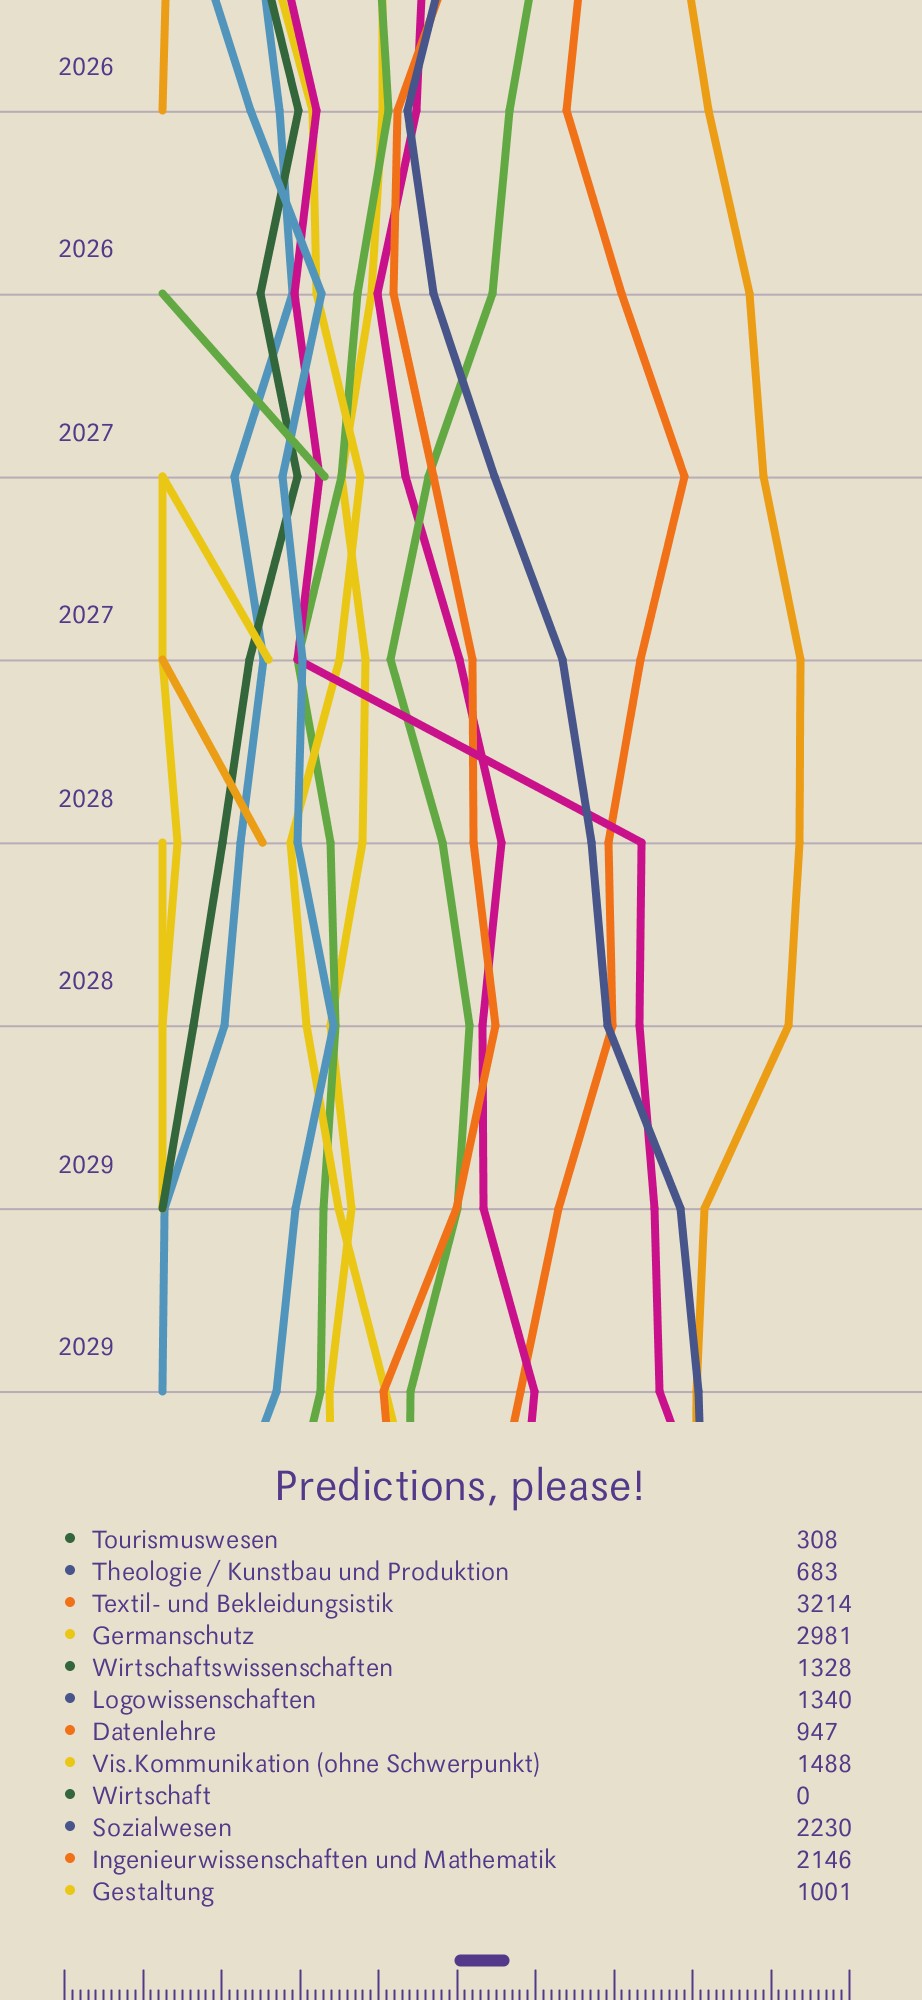 2026
2026
2027
2027
2028
2028
2029
2029
Predictions, please!
Tourismuswesen 308
Theologie / Kunstbau und Produktion 683
Textil- und Bekleidungsistik 3214
Germanschutz 2981
Wirtschaftswissenschaften 1328
Logowissenschaften 1340
Datenlehre 947
Vis.Kommunikation (ohne Schwerpunkt) 1488
Wirtschaft 0
Sozialwesen 2230
Ingenieurwissenschaften und Mathematik 2146
Gestaltung 1001